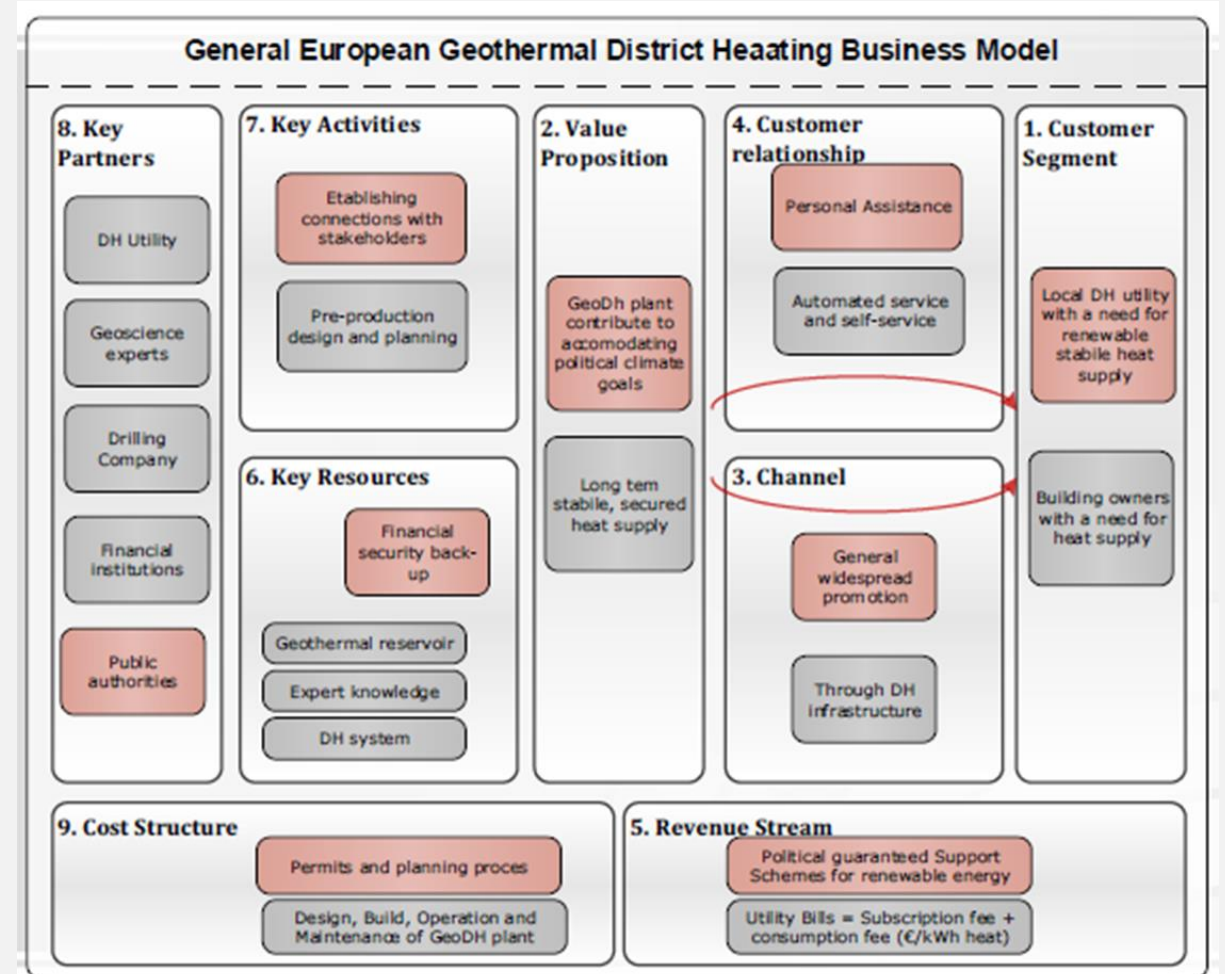 General European Geothermal District Heaating Business Model
8. Key
Partners
DH Utility
Geoscience
experts
Drilling
Company
Financial
institutions
Public
authorities
7. Key Activities
Etablishing
connections with
stakeholders
Pre-production
design and planning
6. Key Resources
Financial
security back-
up
Geothermal reservoir
Expert knowledge
DH system
2. Value
Proposition
GeoDh plant
contribute to
accomodating
political climate
goals
Long tem
stabile, secured
heat supply
4. Customer
relationship
Personal Assistance
Automated service
and self-service
3. Channel
General
widespread
promotion
Through DH
infrastructure
1. Customer
Segment
Local DH utility
with a need for
renewable
stabile heat
supply
Building owners
with a need for
heat supply
9. Cost Structure
Permits and planning proces
Design, Build, Operation and
Maintenance of GeoDH plant
5. Revenue Stream
Political guaranteed Support
Schemes for renewable energy
Utility Bills = Subscription fee +
consumption fee (€/kWh heat)